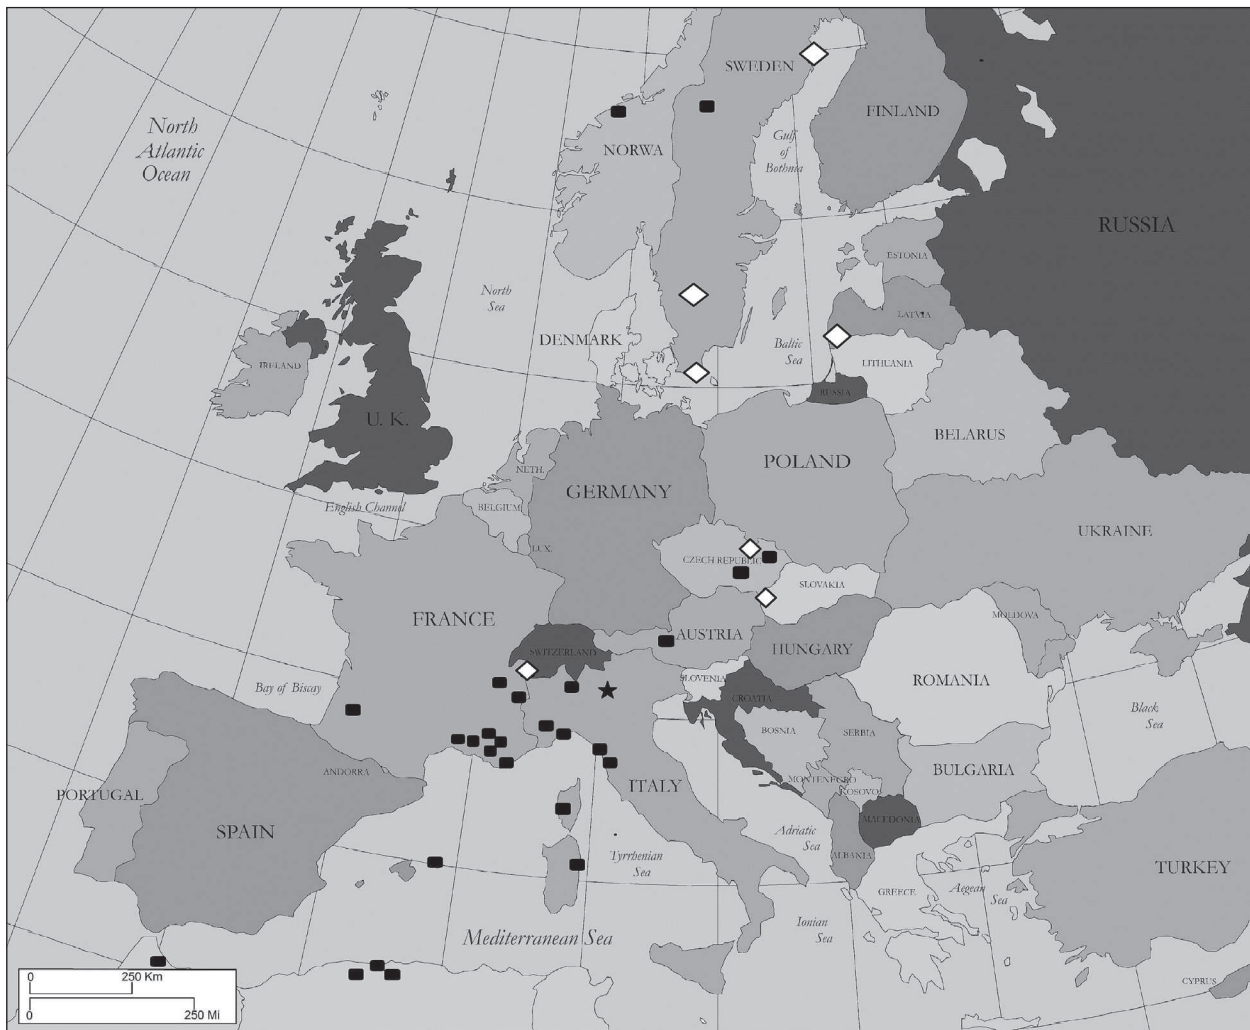 SWEDEN
FINLAND
North
Atlantic
Ocean
NORWA
Gulf
of
Bothnia
RUSSIA
ESTONIA
North
Sea
LATVIA
DENMARK
Baltic
Sea
LITHUANIA
IRELAND
RUSSIA
U. K.
BELARUS
POLAND
NETH.
GERMANY
English Channel
BELGIUM
UKRAINE
LUX.
CZECH REPUBLIC
SLOVAKIA
FRANCE
MOLDOVA
AUSTRIA
SWITZERLAND
HUNGARY
SLOVENIA
ROMANIA
Bay of Biscay
CROATIA
Black
Sea
BOSNIA
SERBIA
ANDORRA
BULGARIA
MONTENEGRO
KOSOVO
PORTUGAL
ITALY
MACEDONIA
SPAIN
Adriatic
Sea
Tyrrhenian
Sea
ALBANIA
TURKEY
GREECE
Aegean
Sea
Ionian
Sea
Mediterranean Sea
CYPRUS
0 250 Km
0 250 Mi